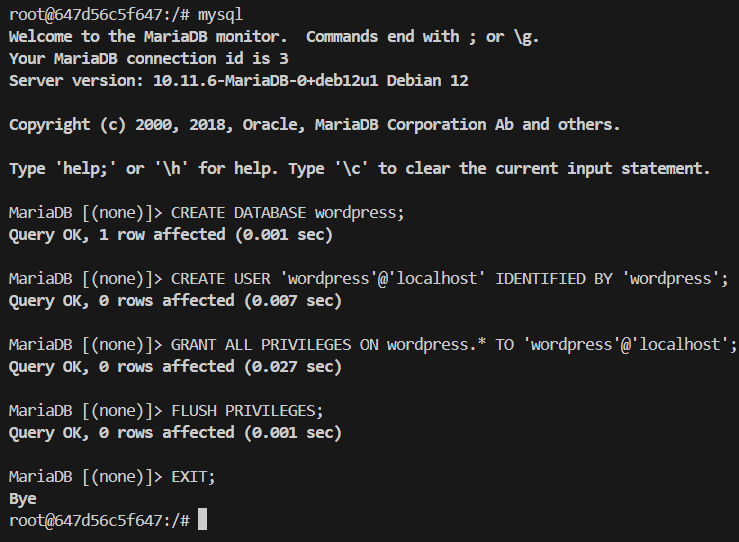 root@647d56c5f647:/# mysql
Welcome to the MariaDB monitor.  Commands end with ; or \g.
Your MariaDB connection id is 3
Server version: 10.11.6-MariaDB-0+deb12u1 Debian 12
Copyright (c) 2000, 2018, Oracle, MariaDB Corporation Ab and others.
Type 'help;' or '\h' for help. Type '\c' to clear the current input statement.
MariaDB [(none)]> CREATE DATABASE wordpress;
Query OK, 1 row affected (0.001 sec)
MariaDB [(none)]> CREATE USER 'wordpress'@'localhost' IDENTIFIED BY 'wordpress';
Query OK, 0 rows affected (0.007 sec)
MariaDB [(none)]> GRANT ALL PRIVILEGES ON wordpress.* TO 'wordpress'@'localhost';
Query OK, 0 rows affected (0.027 sec)
MariaDB [(none)]> FLUSH PRIVILEGES;
Query OK, 0 rows affected (0.001 sec)
MariaDB [(none)]> EXIT;
Bye
root@647d56c5f647:/#